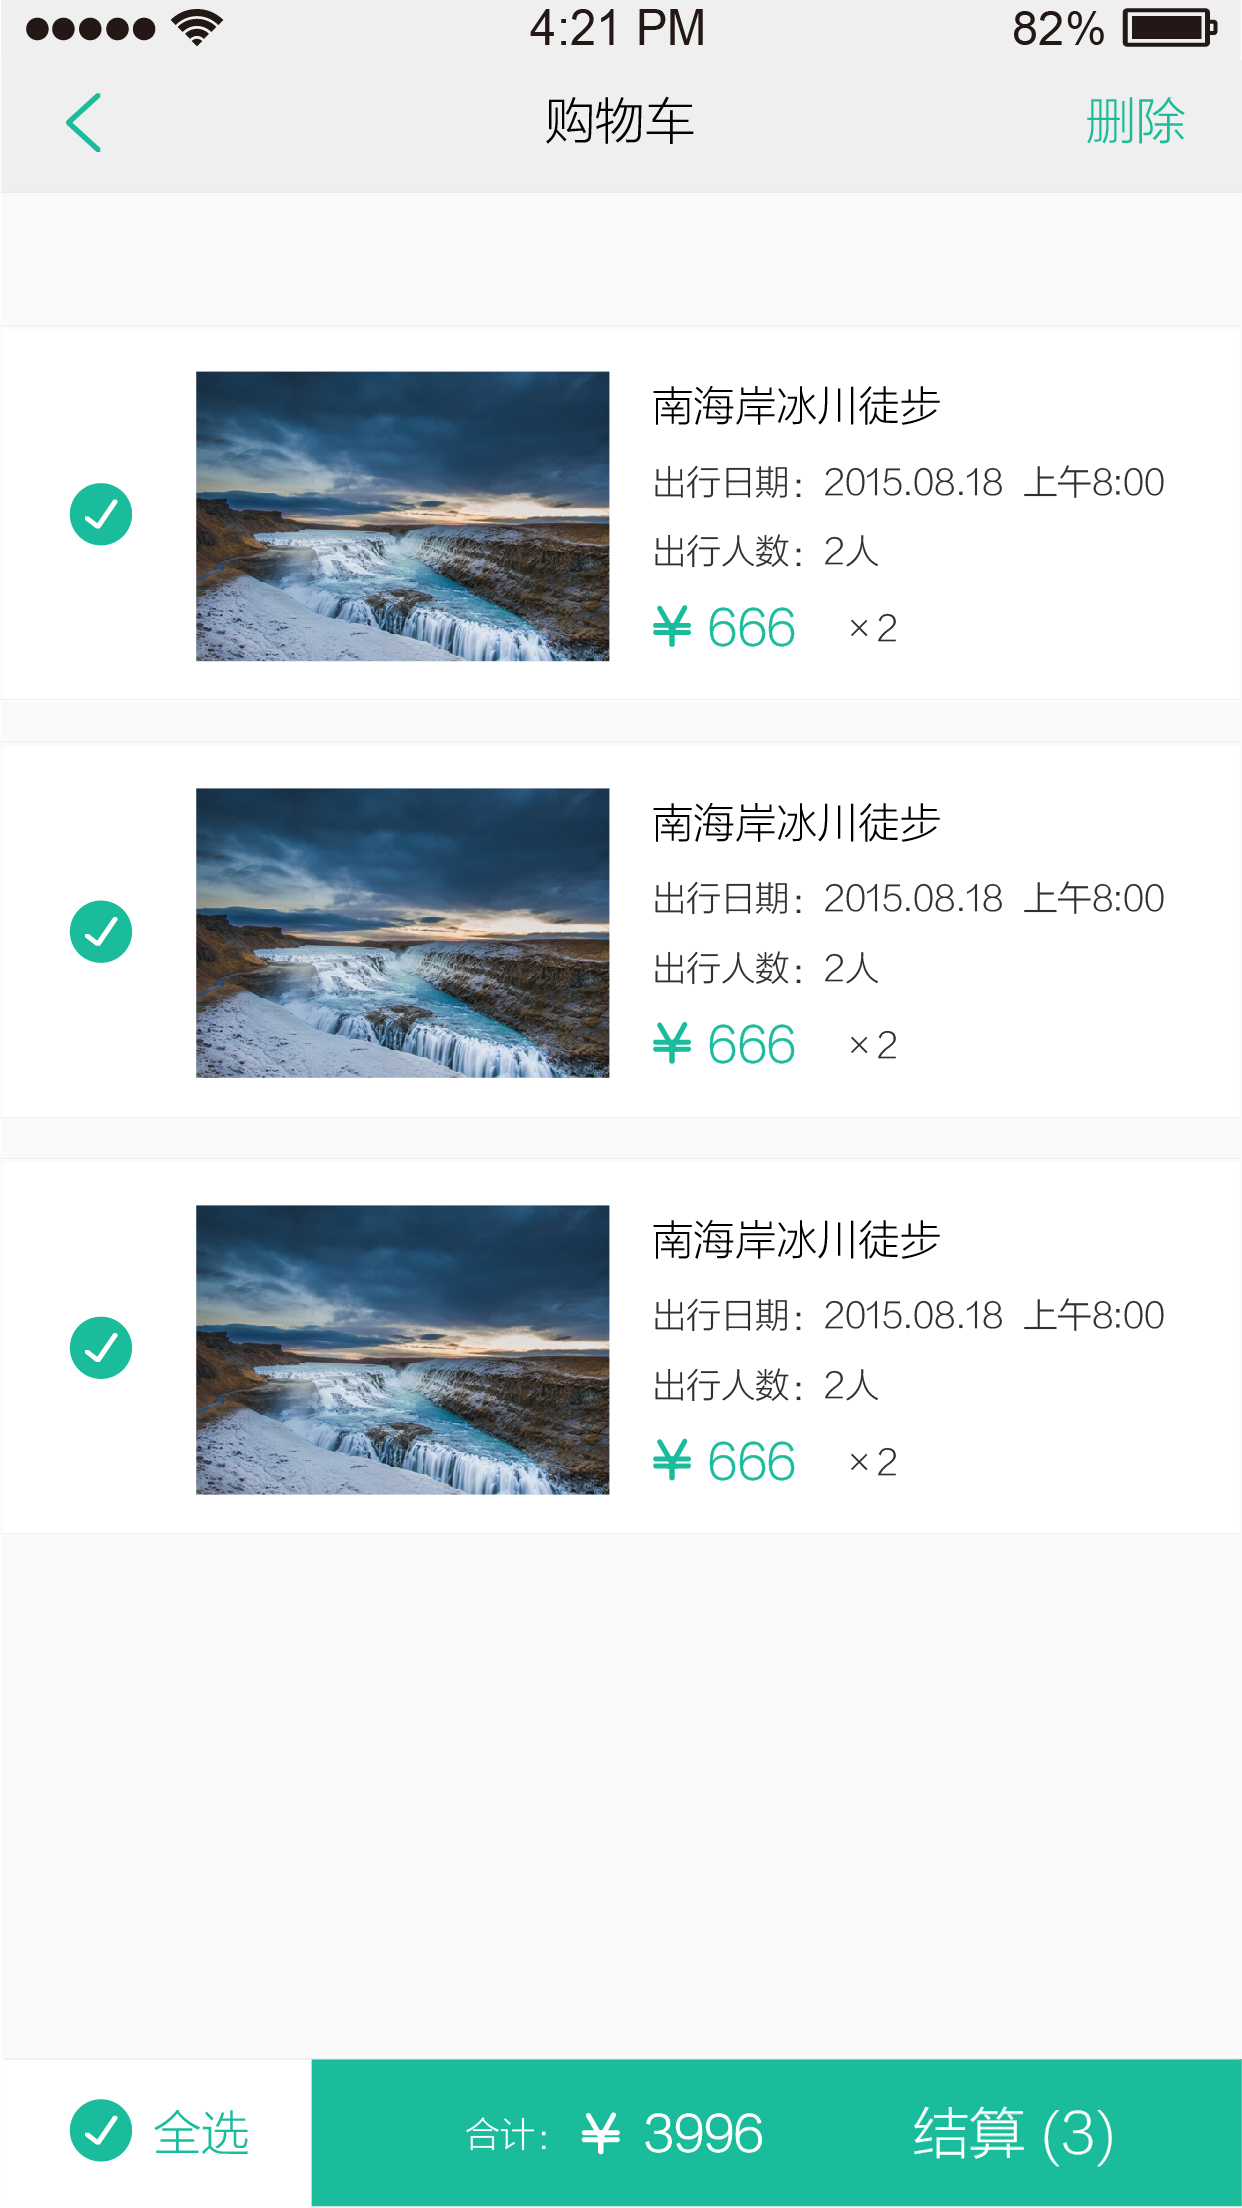 4:21 PM 82%
购物车 删除
南海岸冰川徒步
出行日期：2015.08.18 上午8:00
出行人数：2人
¥ 666 ×2
南海岸冰川徒步
出行日期：2015.08.18 上午8:00
出行人数：2人
¥ 666 ×2
南海岸冰川徒步
出行日期：2015.08.18 上午8:00
出行人数：2人
¥ 666 ×2
全选 合计：¥ 3996 结算 (3)